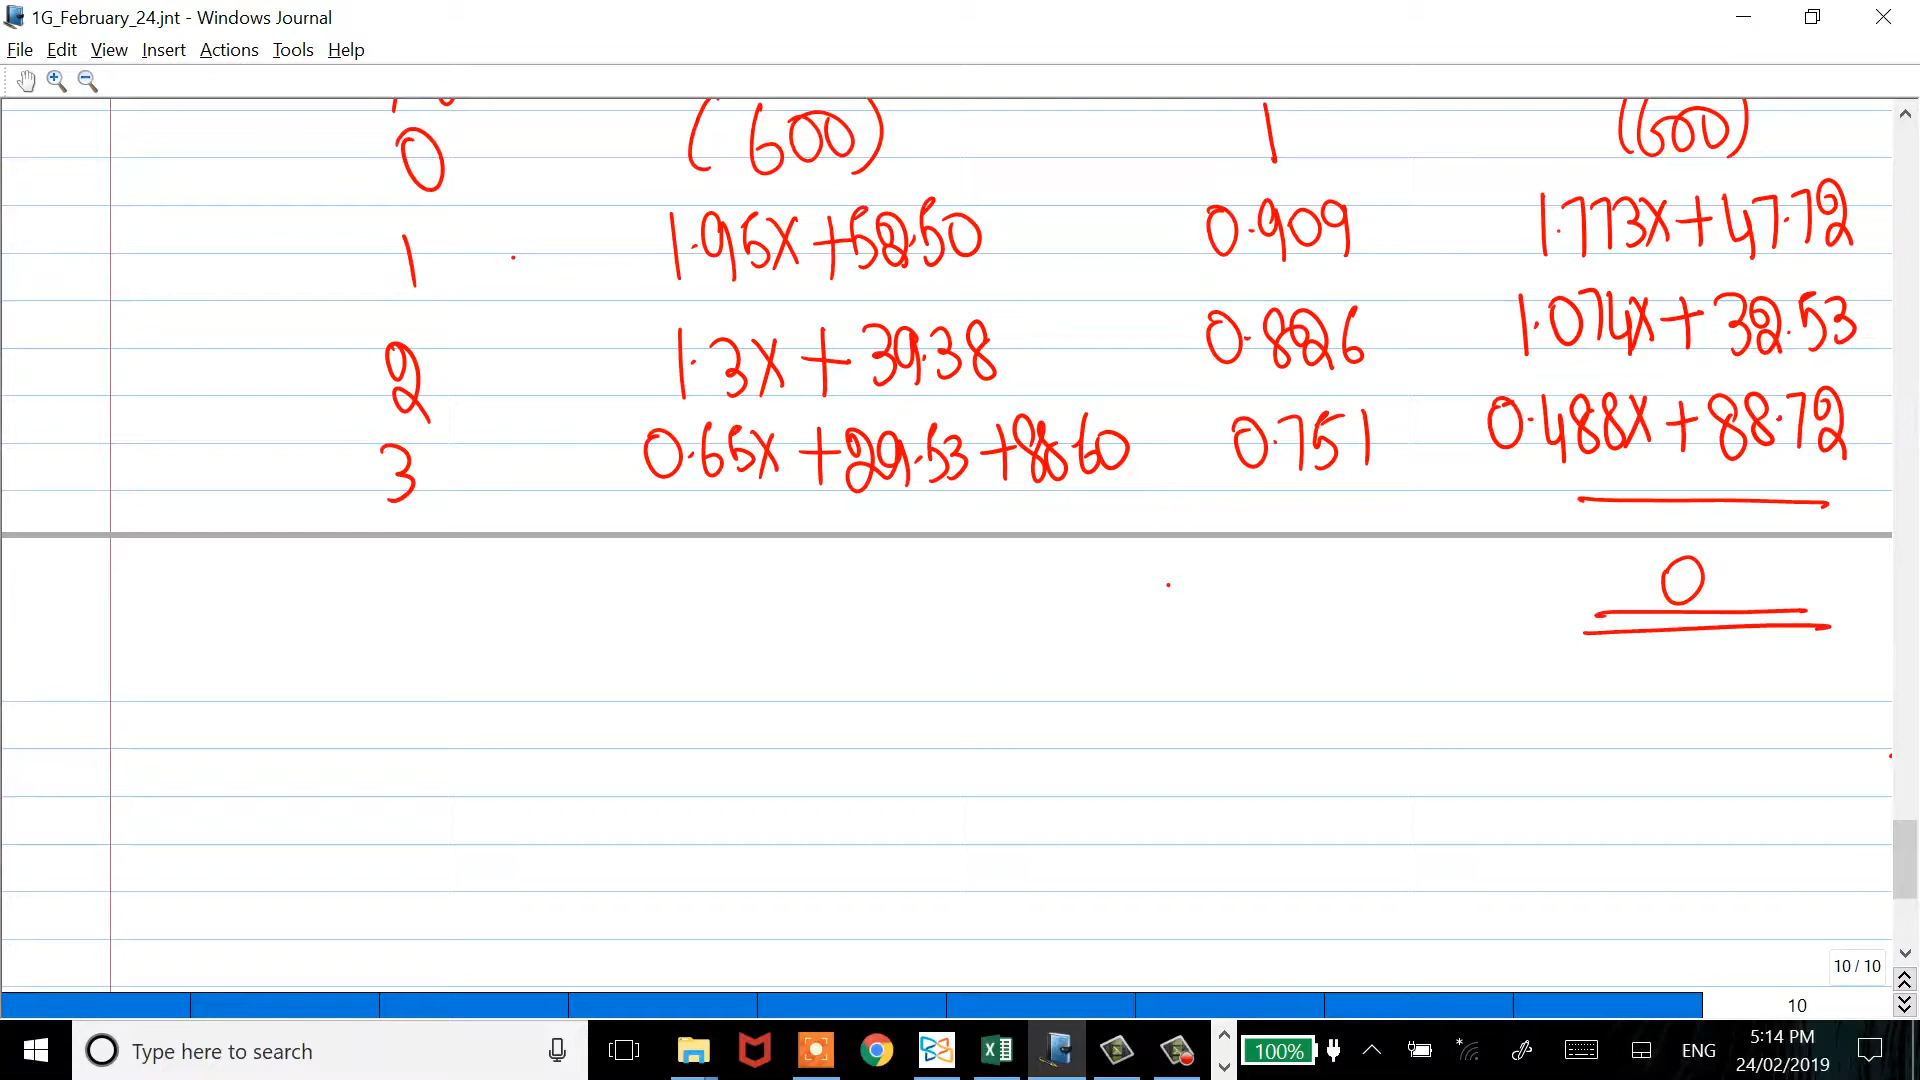 1G_February_24.jnt - Windows Journal
File Edit View Insert Actions Tools Help
0 (600) 1 (600)
1 1.95x+58.50 0.909 1.773x+47.72
2 1.3x+39.38 0.826 1.074x+32.53
3 0.65x+29.53+88.60 0.751 0.488x+88.72
0
10 / 10
10
Type here to search
100%
ENG
5:14 PM
24/02/2019